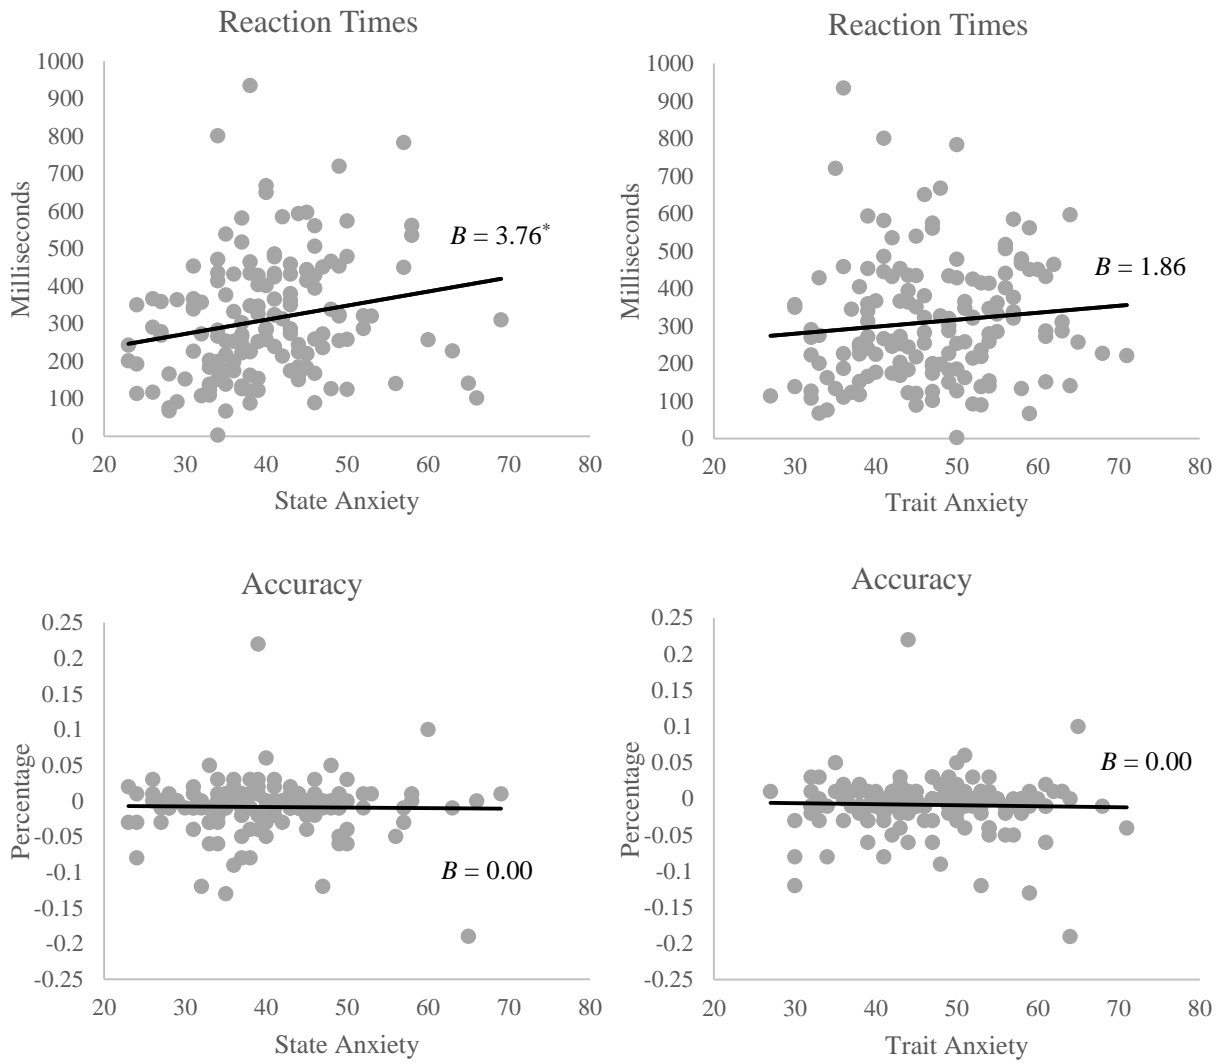 Reaction Times
Milliseconds
1000
900
800
700
600
500
400
300
200
100
0
20 30 40 50 60 70 80
State Anxiety
B = 3.76*
Reaction Times
Milliseconds
1000
900
800
700
600
500
400
300
200
100
0
20 30 40 50 60 70 80
Trait Anxiety
B = 1.86
Accuracy
Percentage
0.25
0.2
0.15
0.1
0.05
0
-0.05
-0.1
-0.15
-0.2
-0.25
20 30 40 50 60 70 80
State Anxiety
B = 0.00
Accuracy
Percentage
0.25
0.2
0.15
0.1
0.05
0
-0.05
-0.1
-0.15
-0.2
-0.25
20 30 40 50 60 70 80
Trait Anxiety
B = 0.00